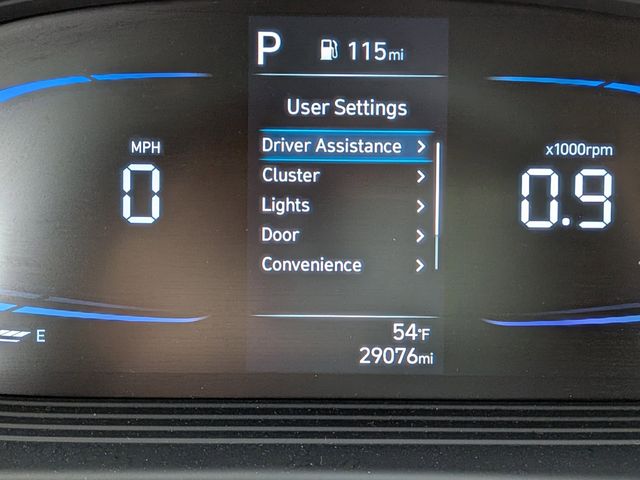 P 115mi
User Settings
Driver Assistance >
Cluster >
Lights >
Door >
Convenience >
MPH
0
x1000rpm
0.9
E
54°F
29076mi